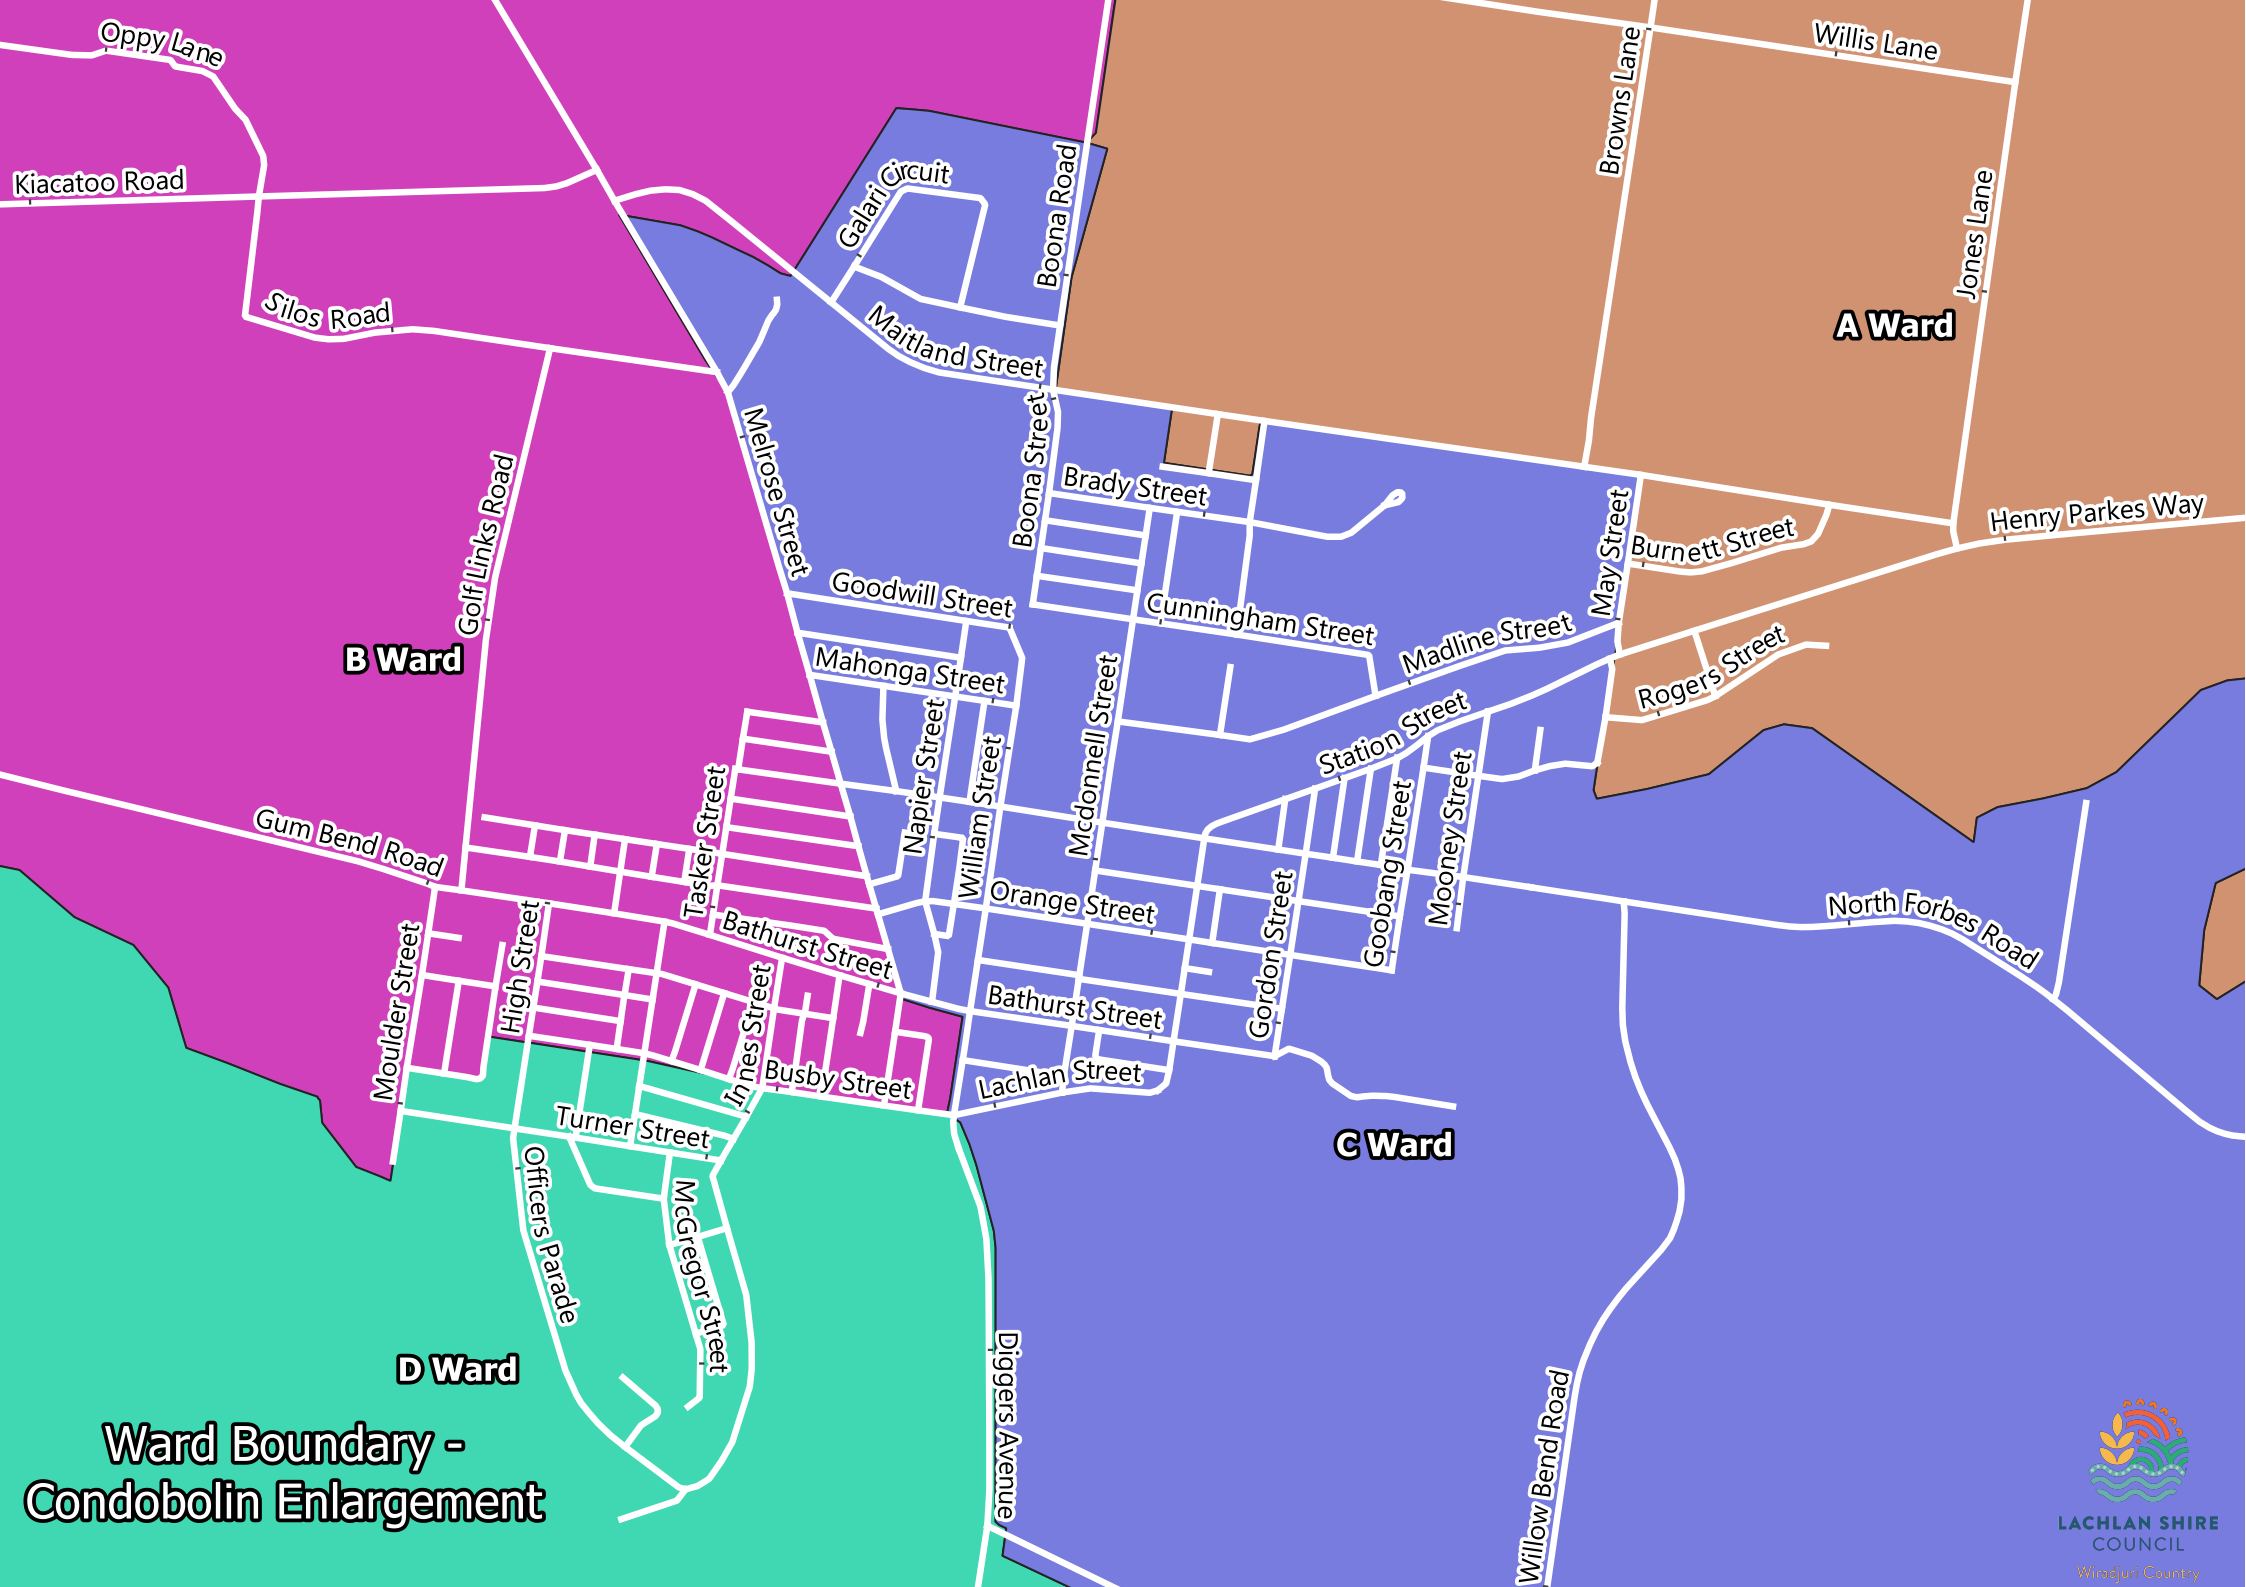 Oppy Lane
Willis Lane
Browns Lane
Kiacatoo Road
Galari Circuit
Boona Road
Jones Lane
Silos Road
Maitland Street
A Ward
Melrose Street
Boona Street
Brady Street
Golf Links Road
May Street
Burnett Street
Henry Parkes Way
Goodwill Street
Cunningham Street
Madline Street
B Ward
Mahonga Street
Rogers Street
Napier Street
William Street
Mcdonnell Street
Station Street
Tasker Street
Goobang Street
Mooney Street
Gum Bend Road
Orange Street
Gordon Street
North Forbes Road
Moulder Street
High Street
Bathurst Street
Innes Street
Bathurst Street
Busby Street
Lachlan Street
Turner Street
C Ward
Officers Parade
McGregor Street
Diggers Avenue
D Ward
Willow Bend Road
Ward Boundary -
Condobolin Enlargement
LACHLAN SHIRE
COUNCIL
Wiradjuri Country